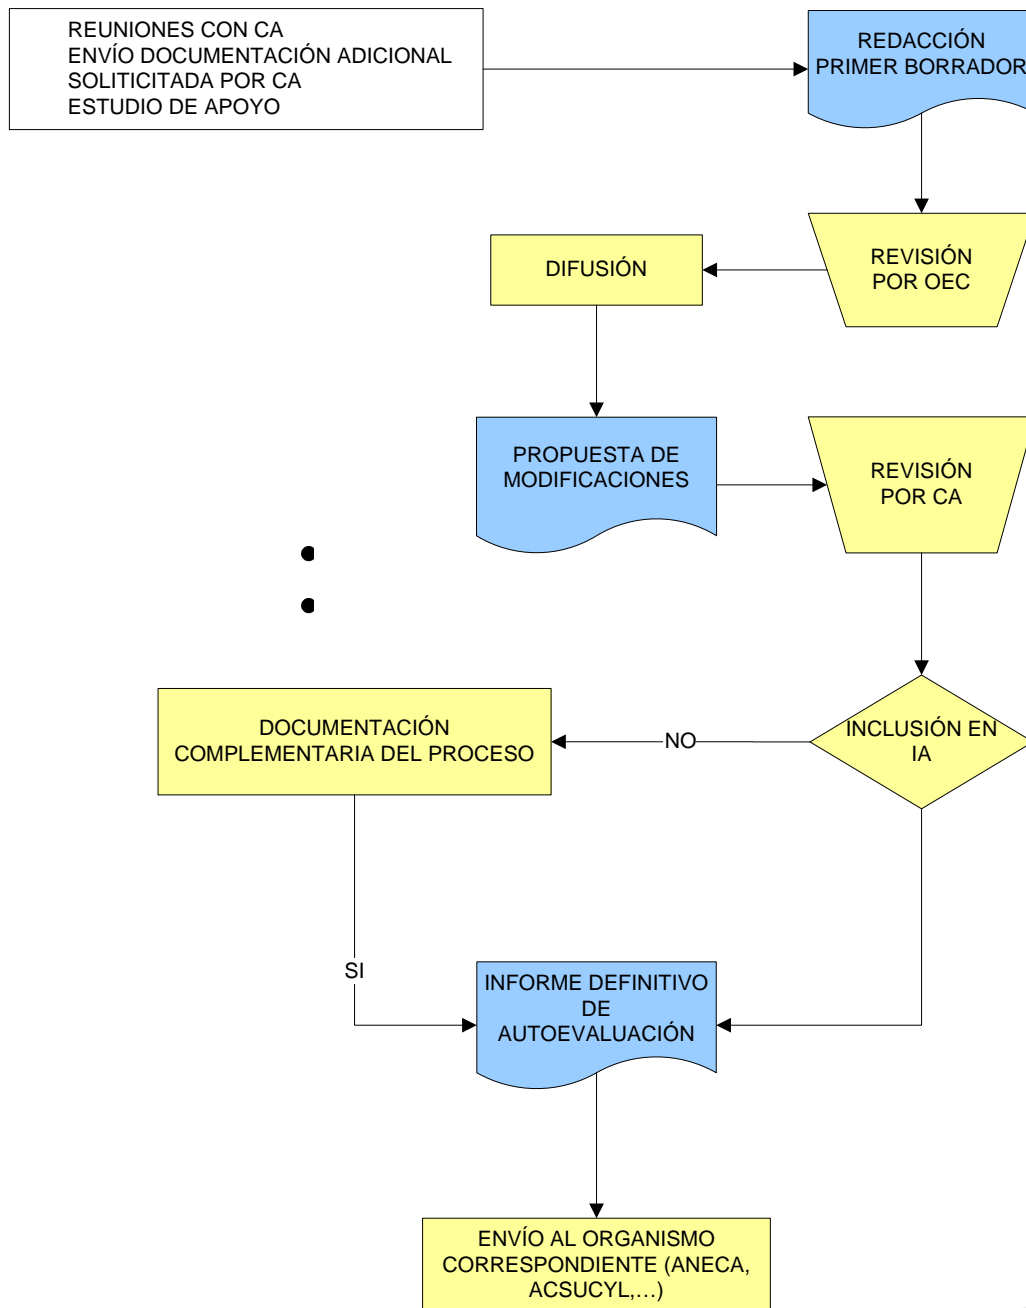 REUNIONES CON CA
ENVÍO DOCUMENTACIÓN ADICIONAL
SOLITICITADA POR CA
ESTUDIO DE APOYO
REDACCIÓN
PRIMER BORRADOR
REVISIÓN
POR OEC
DIFUSIÓN
PROPUESTA DE
MODIFICACIONES
REVISIÓN
POR CA
INCLUSIÓN EN
IA
NO
DOCUMENTACIÓN
COMPLEMENTARIA DEL PROCESO
SI
INFORME DEFINITIVO
DE
AUTOEVALUACIÓN
ENVÍO AL ORGANISMO
CORRESPONDIENTE (ANECA,
ACSUCYL,...)